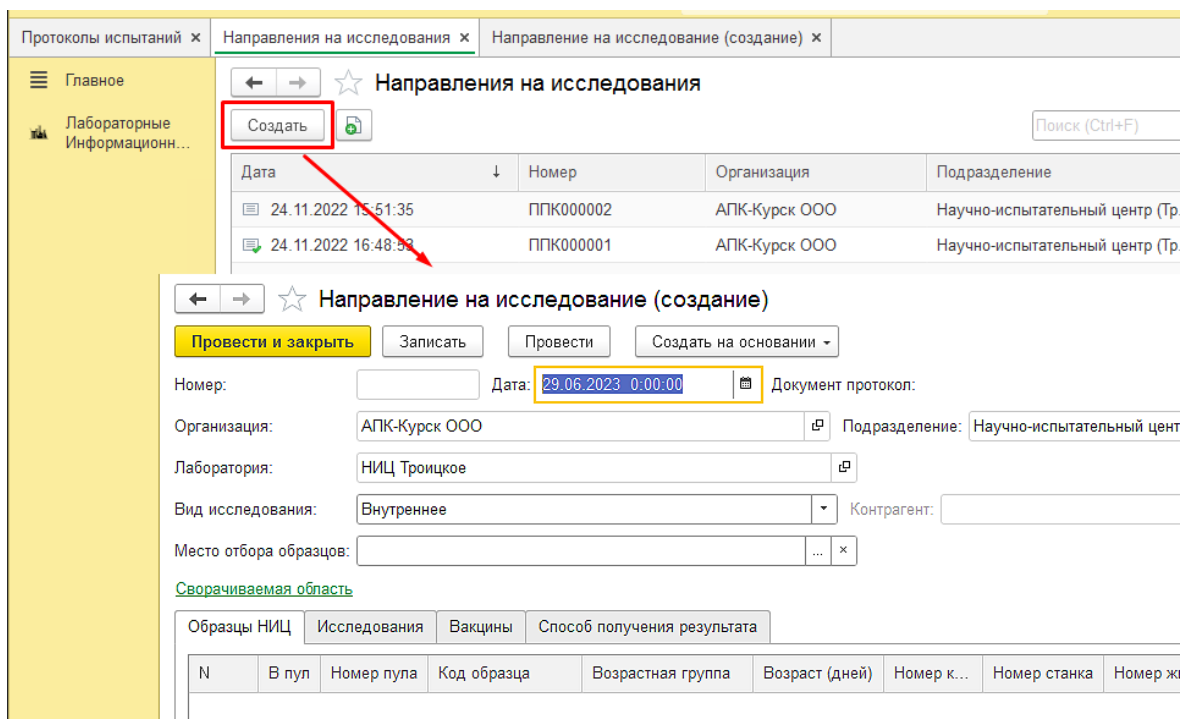 Протоколы испытаний × Направления на исследования × Направление на исследование (создание) ×
Главное
Лабораторные
Информационн...
Направления на исследования
Создать
Поиск (Ctrl+F)
Дата ↓ Номер Организация Подразделение
24.11.2022 15:51:35 ППК000002 АПК-Курск ООО Научно-испытательный центр (Тр.
24.11.2022 16:48:53 ППК000001 АПК-Курск ООО Научно-испытательный центр (Тр.
Направление на исследование (создание)
Провести и закрыть Записать Провести Создать на основании
Номер: Дата: 29.06.2023 0:00:00 Документ протокол:
Организация: АПК-Курск ООО Подразделение: Научно-испытательный цент
Лаборатория: НИЦ Троицкое
Вид исследования: Внутреннее Контрагент:
Место отбора образцов: ... ×
Сворачиваемая область
Образцы НИЦ Исследования Вакцины Способ получения результата
N В пул Номер пула Код образца Возрастная группа Возраст (дней) Номер к... Номер станка Номер жи